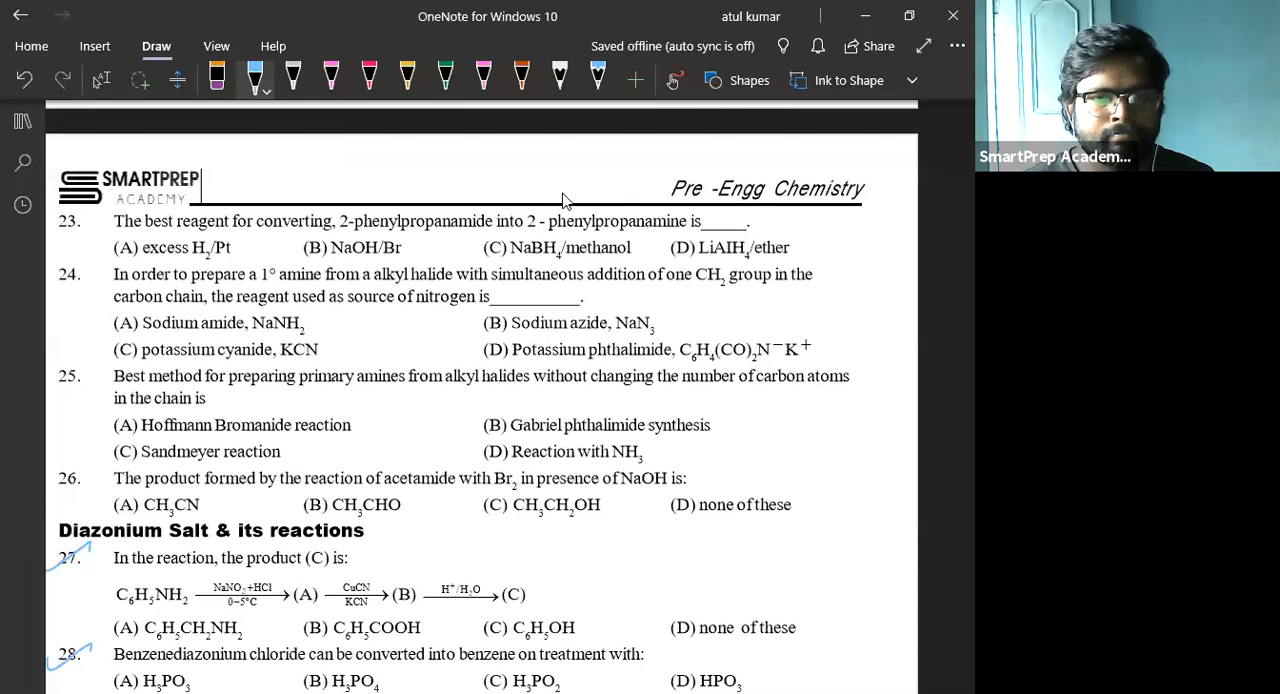 OneNote for Windows 10
atul kumar
Home Insert Draw View Help
Saved offline (auto sync is off)
Share
Shapes
Ink to Shape
SmartPrep Academ...
SMARTPREP
ACADEMY
Pre -Engg Chemistry
23. The best reagent for converting, 2-phenylpropanamide into 2 - phenylpropanamine is_____.
(A) excess H₂/Pt (B) NaOH/Br (C) NaBH₄/methanol (D) LiAIH₄/ether
24. In order to prepare a 1° amine from a alkyl halide with simultaneous addition of one CH₂ group in the
carbon chain, the reagent used as source of nitrogen is__________.
(A) Sodium amide, NaNH₂ (B) Sodium azide, NaN₃
(C) potassium cyanide, KCN (D) Potassium phthalimide, C₆H₄(CO)₂N⁻K⁺
25. Best method for preparing primary amines from alkyl halides without changing the number of carbon atoms
in the chain is
(A) Hoffmann Bromanide reaction (B) Gabriel phthalimide synthesis
(C) Sandmeyer reaction (D) Reaction with NH₃
26. The product formed by the reaction of acetamide with Br₂ in presence of NaOH is:
(A) CH₃CN (B) CH₃CHO (C) CH₃CH₂OH (D) none of these
Diazonium Salt & its reactions
27. In the reaction, the product (C) is:
NaNO₂+HCl CuCN H⁺/H₂O
C₆H₅NH₂ → (A) → (B) → (C)
0–5°C KCN
(A) C₆H₅CH₂NH₂ (B) C₆H₅COOH (C) C₆H₅OH (D) none of these
28. Benzenediazonium chloride can be converted into benzene on treatment with:
(A) H₃PO₃ (B) H₃PO₄ (C) H₃PO₂ (D) HPO₃